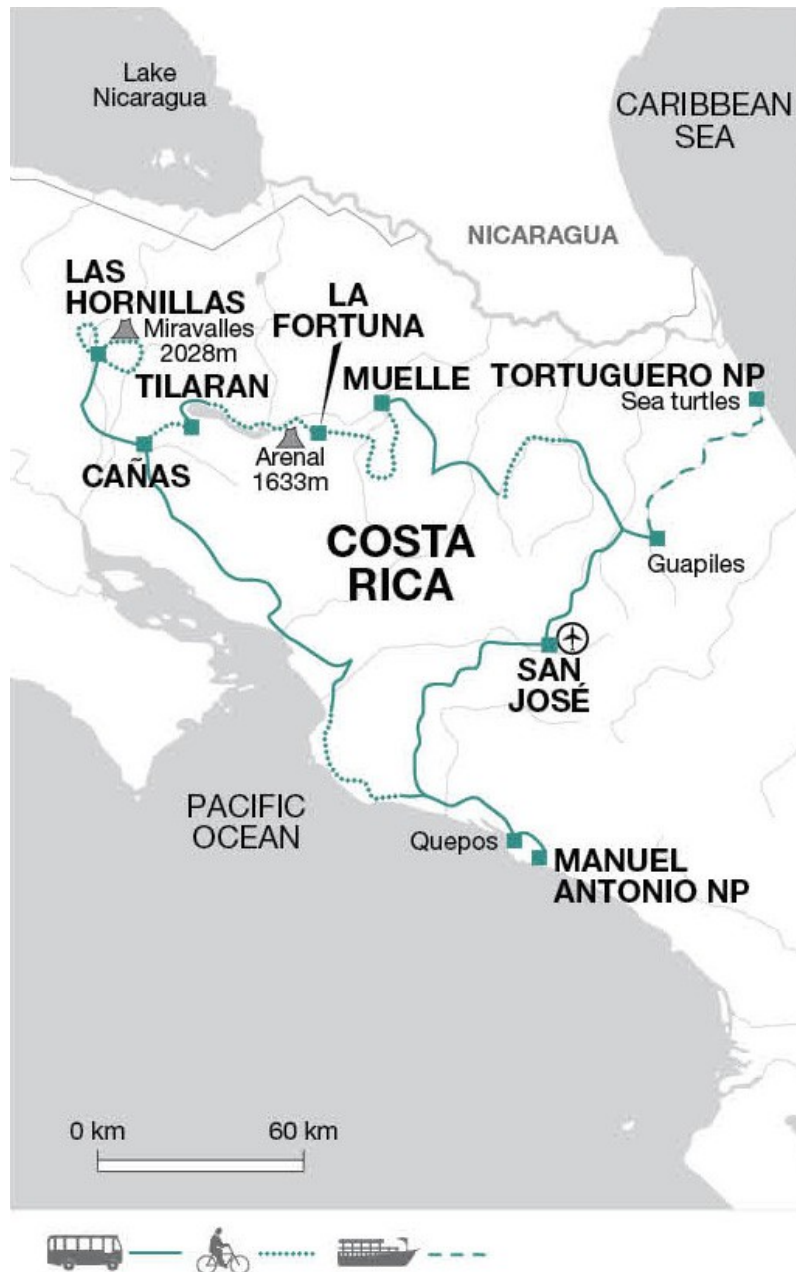 Lake
Nicaragua
CARIBBEAN
SEA
NICARAGUA
LAS
HORNILLAS
Miravalles
2028m
LA
FORTUNA
TILARAN
MUELLE
TORTUGUERO NP
Sea turtles
CAÑAS
Arenal
1633m
COSTA
RICA
Guapiles
SAN
JOSÉ
PACIFIC
OCEAN
Quepos
MANUEL
ANTONIO NP
0 km
60 km